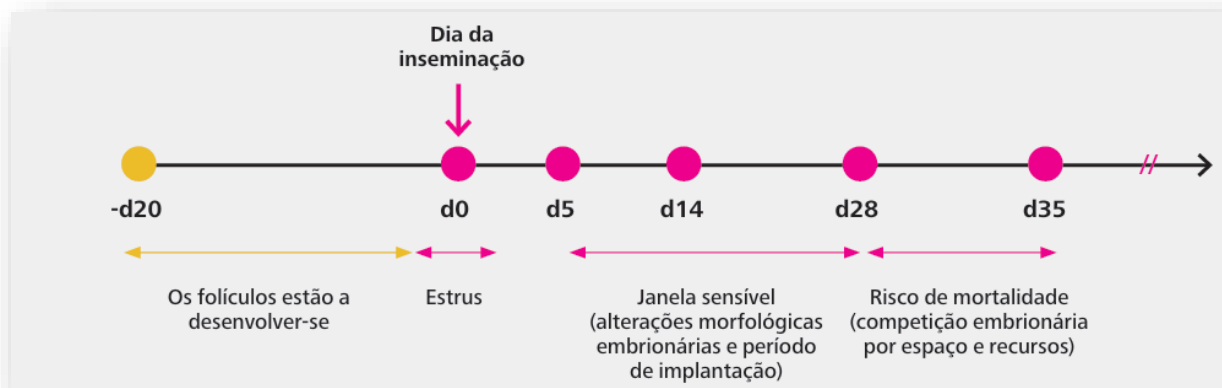 Dia da
inseminação
-d20
d0
d5
d14
d28
d35
Os folículos estão a
desenvolver-se
Estrus
Janela sensível
(alterações morfológicas
embrionárias e período
de implantação)
Risco de mortalidade
(competição embrionária
por espaço e recursos)